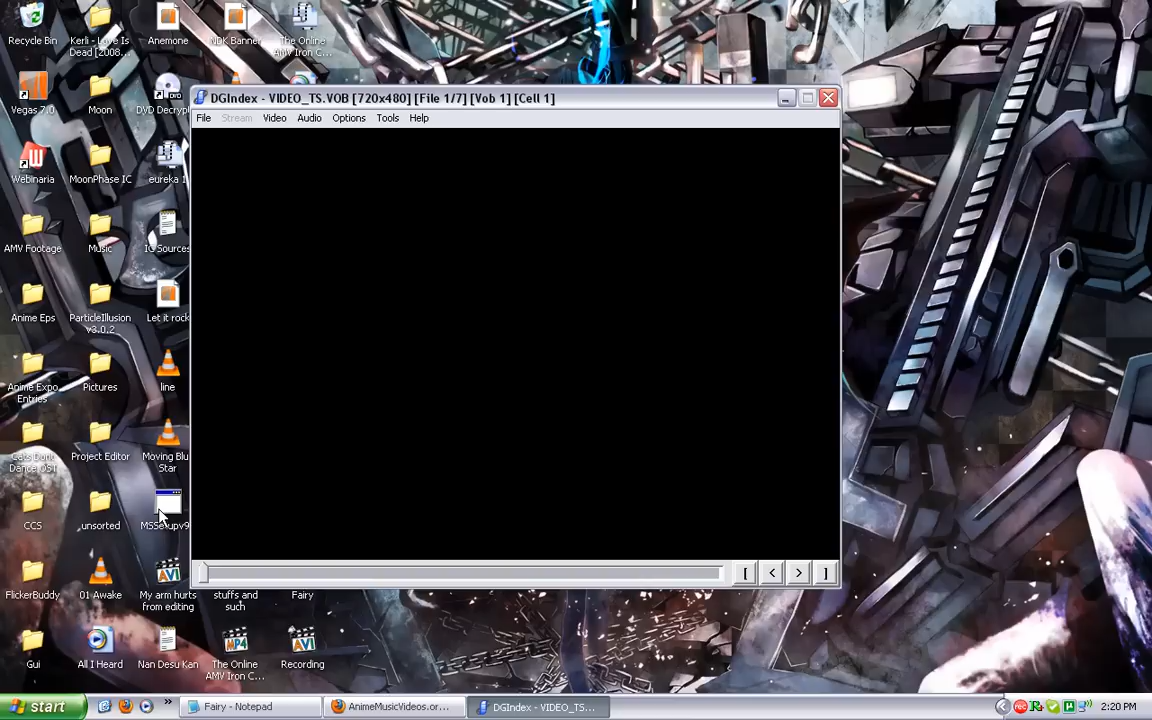 Recycle Bin
Kerli - Love Is
Dead [2008...
Anemone
NDK Banner
The Online
AMV Iron C...
Vegas 7.0
Moon
DVD Decryp
DGIndex - VIDEO_TS.VOB [720x480] [File 1/7] [Vob 1] [Cell 1]
File Stream Video Audio Options Tools Help
Webinaria
MoonPhase IC
eureka
AMV Footage
Music
IC Sources
Anime Eps
ParticleIllusion
v3.0.2
Let it rock
Anime Expo
Entries
Pictures
line
Dance OST
Project Editor
Moving Blu
Star
CCS
unsorted
FlickerBuddy
01 Awake
My arm hurts
from editing
stuffs and
such
Fairy
[ < > ]
Gui
All I Heard
Nan Desu Kan
The Online
AMV Iron C...
Recording
start
Fairy - Notepad
AnimeMusicVideos.or...
DGIndex - VIDEO_TS...
2:20 PM